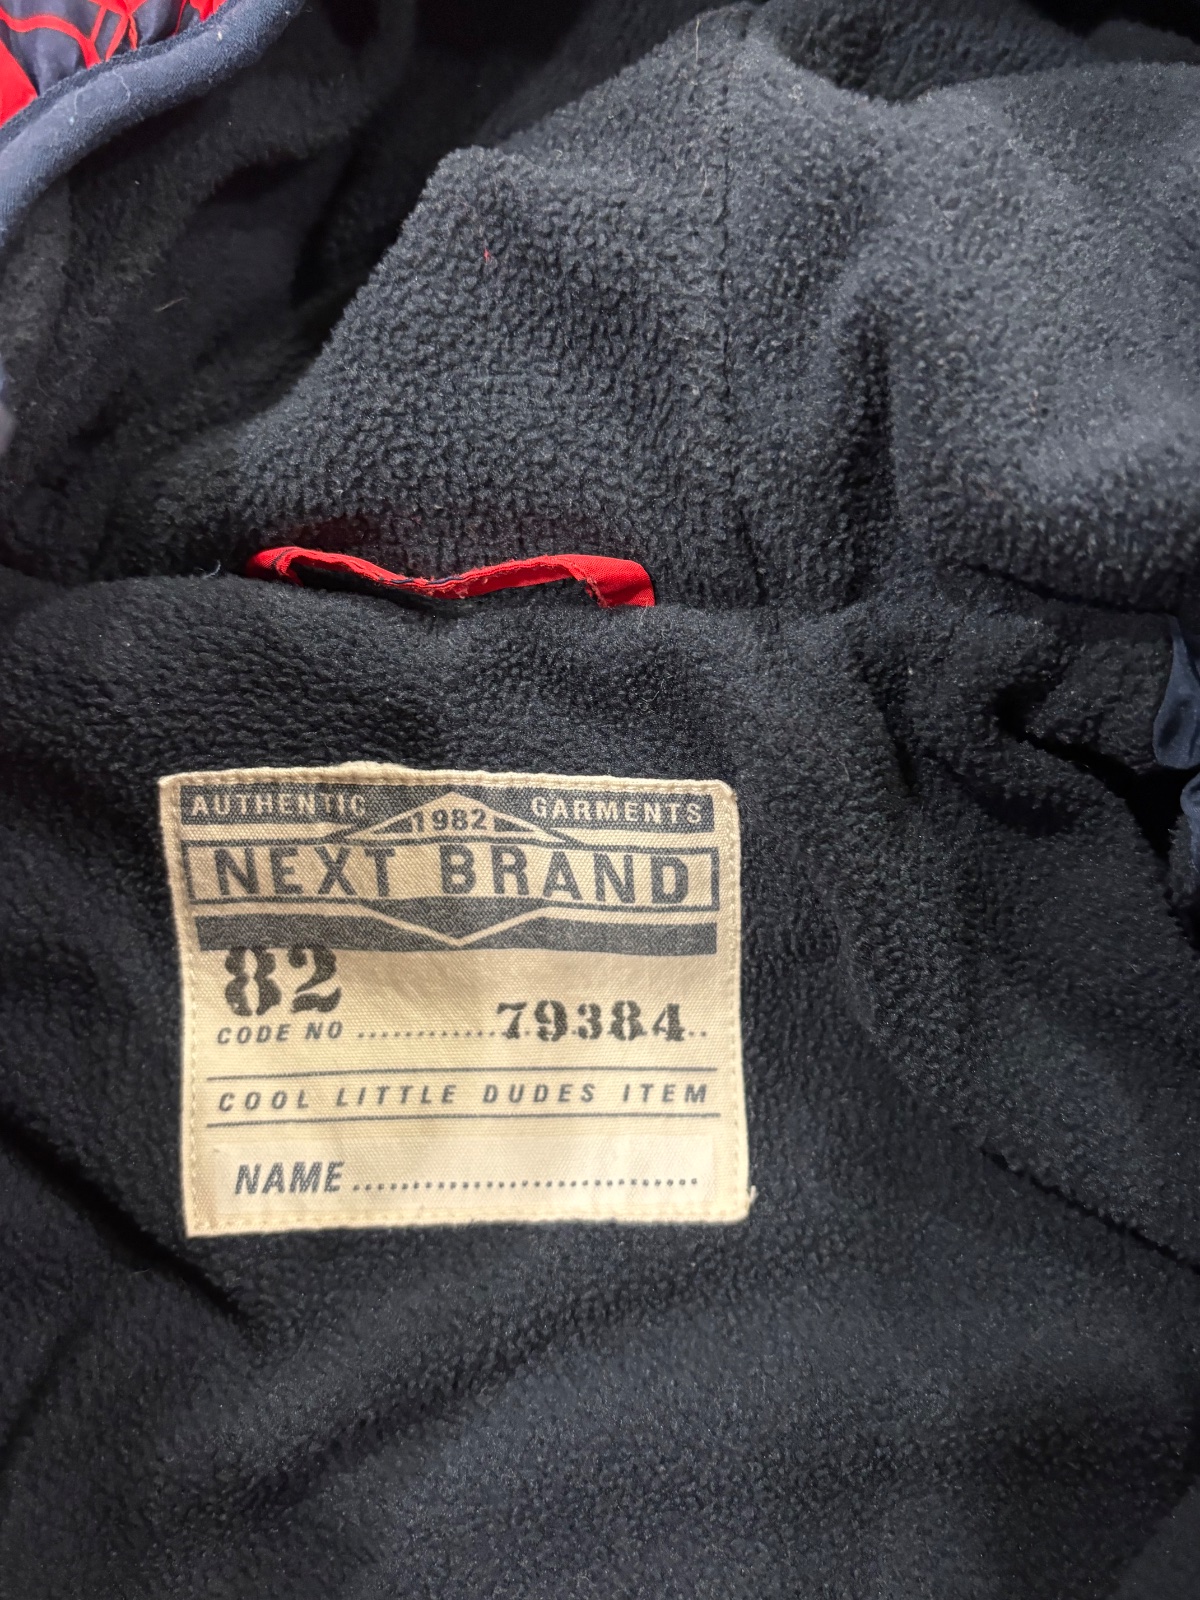 AUTHENTIC 1982 GARMENTS
NEXT BRAND
82
CODE NO ............79384..
COOL LITTLE DUDES ITEM
NAME ..............................